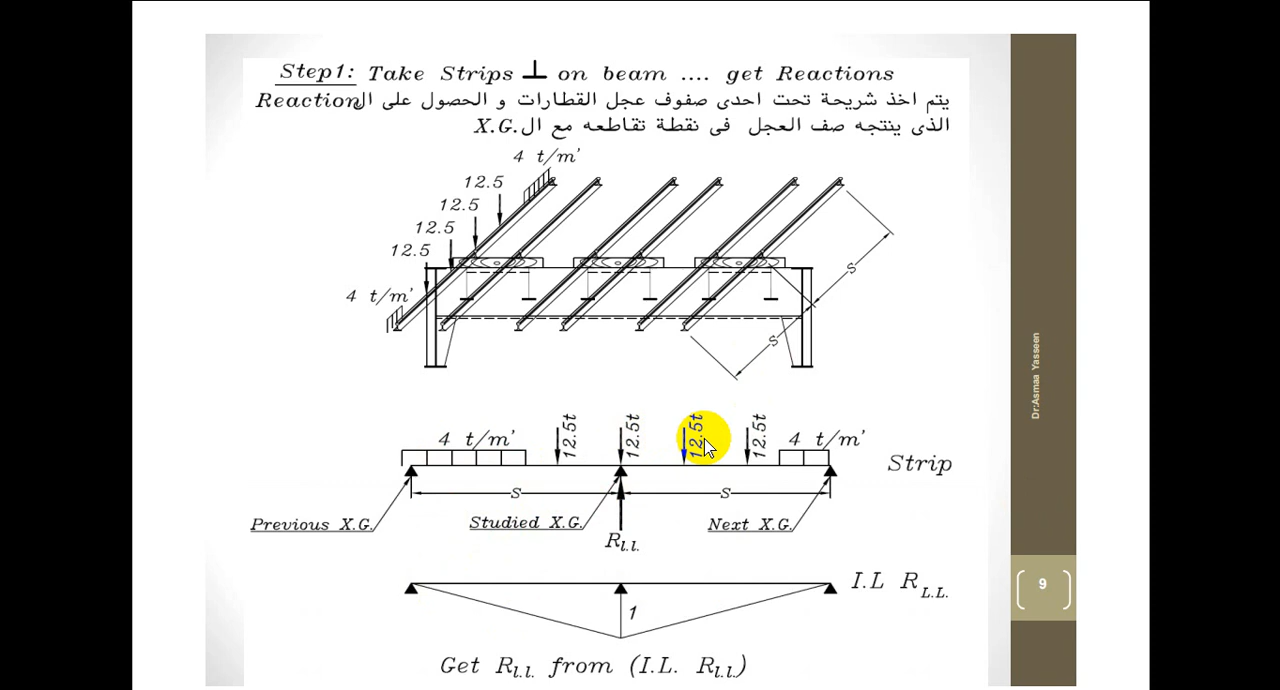 Step1: Take Strips ⊥ on beam .... get Reactions
يتم اخذ شريحة تحت احدى صفوف عجل القطارات و الحصول على ال Reaction
الذى ينتجه صف العجل فى نقطة تقاطعه مع ال .X.G
4 t/m'
12.5
12.5
12.5
12.5
4 t/m'
S
S
4 t/m'
12.5t
12.5t
12.5t
12.5t
4 t/m'
Strip
S
S
Previous X.G.
Studied X.G.
Next X.G.
Rl.l.
I.L RL.L.
1
Get Rl.l. from (I.L. Rl.l.)
Dr:Asmaa Yasseen
9